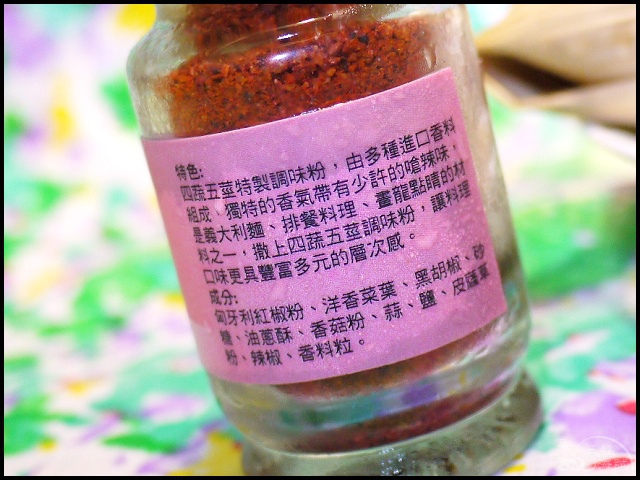 特色:
四蔬五葷特製調味粉，由多種進口香料
組成、獨特的香氣帶有少許的嗆辣味，
是義大利麵、排餐料理、畫龍點睛的材
料之一，撒上四蔬五葷調味粉，讓料理
口味更具豐富多元的層次感。
成分:
匈牙利紅椒粉、洋香菜葉、黑胡椒、砂
糖、油蔥酥、香菇粉、蒜、鹽、皮薩草
粉、辣椒、香料粒。